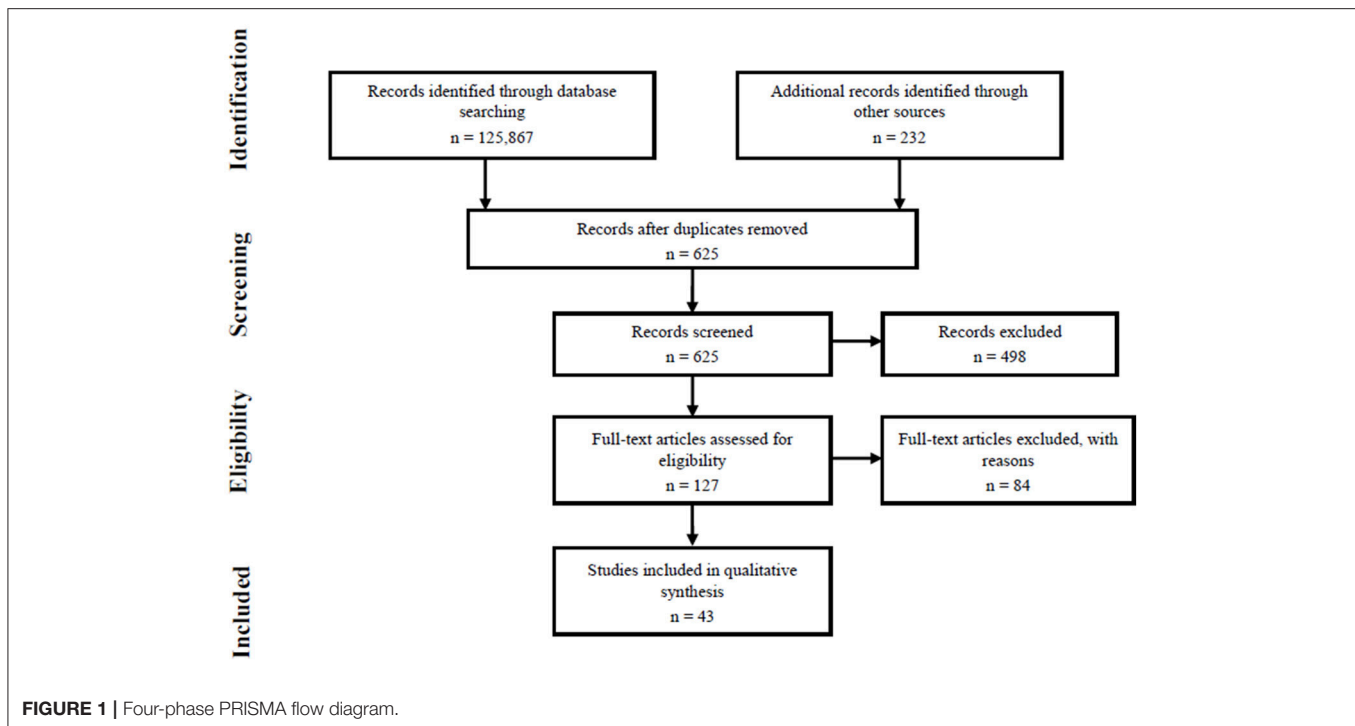 Identification
Records identified through database
searching
n = 125,867
Additional records identified through
other sources
n = 232
Screening
Records after duplicates removed
n = 625
Records screened
n = 625
Records excluded
n = 498
Eligibility
Full-text articles assessed for
eligibility
n = 127
Full-text articles excluded, with
reasons
n = 84
Included
Studies included in qualitative
synthesis
n = 43
FIGURE 1 | Four-phase PRISMA flow diagram.